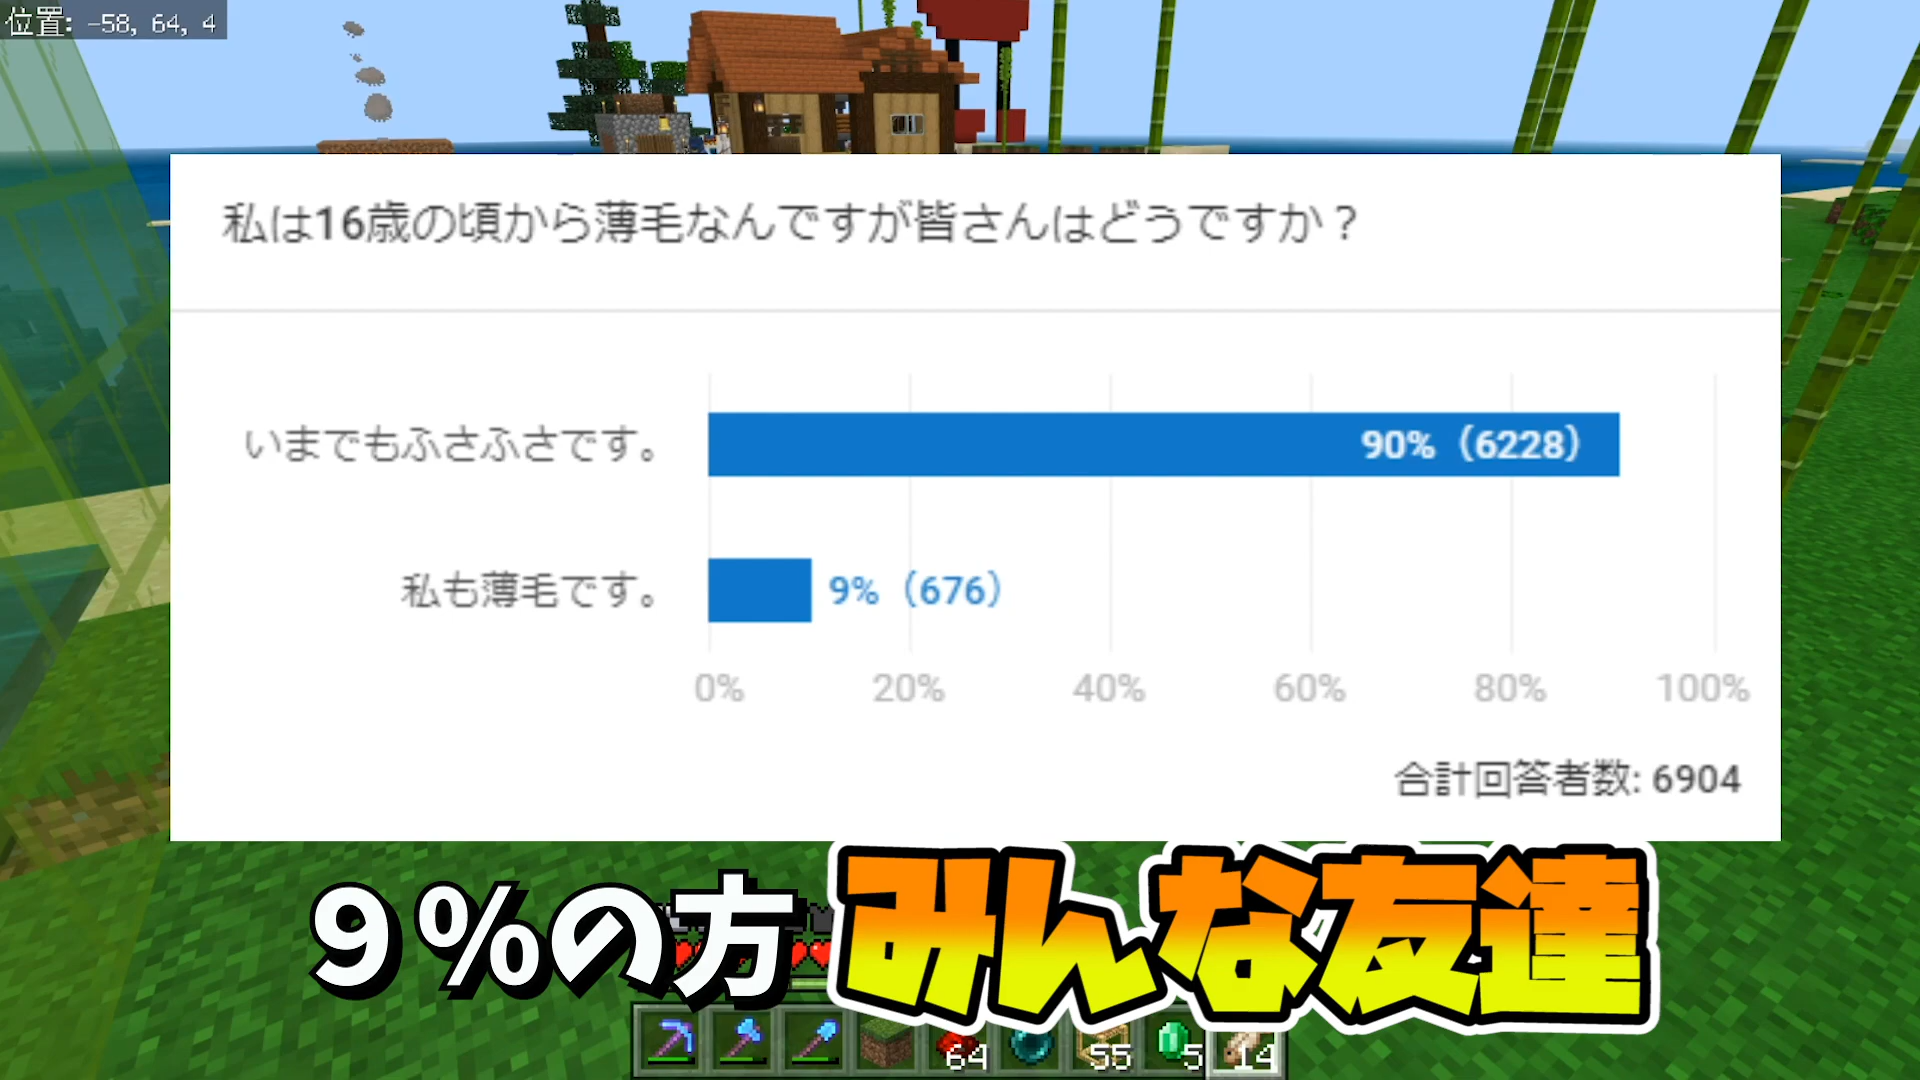 位置: -58, 64, 4
私は16歳の頃から薄毛なんですが皆さんはどうですか？
いまでもふさふさです。 90%（6228）
私も薄毛です。 9%（676）
0% 20% 40% 60% 80% 100%
合計回答者数: 6904
９％の方 みんな友達
64 55 5 14